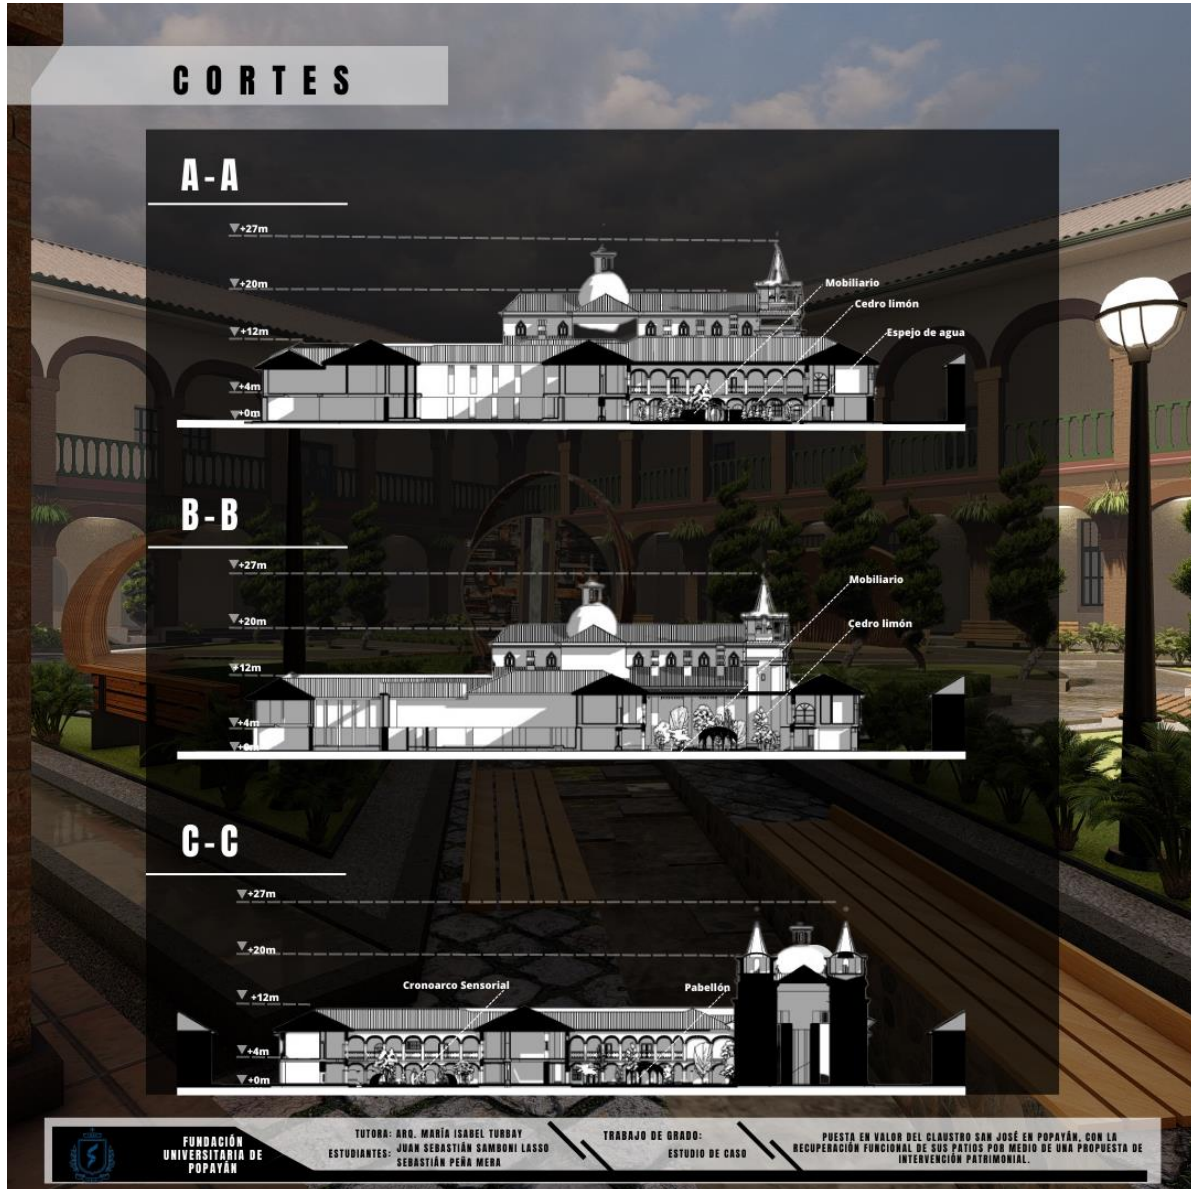 CORTES
A-A
+27m
+20m
+12m
+4m
+0m
Mobiliario
Cedro limón
Espejo de agua
B-B
+27m
+20m
+12m
+4m
+0m
Mobiliario
Cedro limón
C-C
+27m
+20m
+12m
+4m
+0m
Cronoarco Sensorial
Pabellón
FUNDACIÓN
UNIVERSITARIA DE
POPAYÁN
TUTORA: ARQ. MARÍA ISABEL TURBAY
ESTUDIANTES: JUAN SEBASTIÁN SAMBONI LASSO
SEBASTIÁN PEÑA MERA
TRABAJO DE GRADO:
ESTUDIO DE CASO
PUESTA EN VALOR DEL CLAUSTRO SAN JOSÉ EN POPAYÁN, CON LA
RECUPERACIÓN FUNCIONAL DE SUS PATIOS POR MEDIO DE UNA PROPUESTA DE
INTERVENCIÓN PATRIMONIAL.